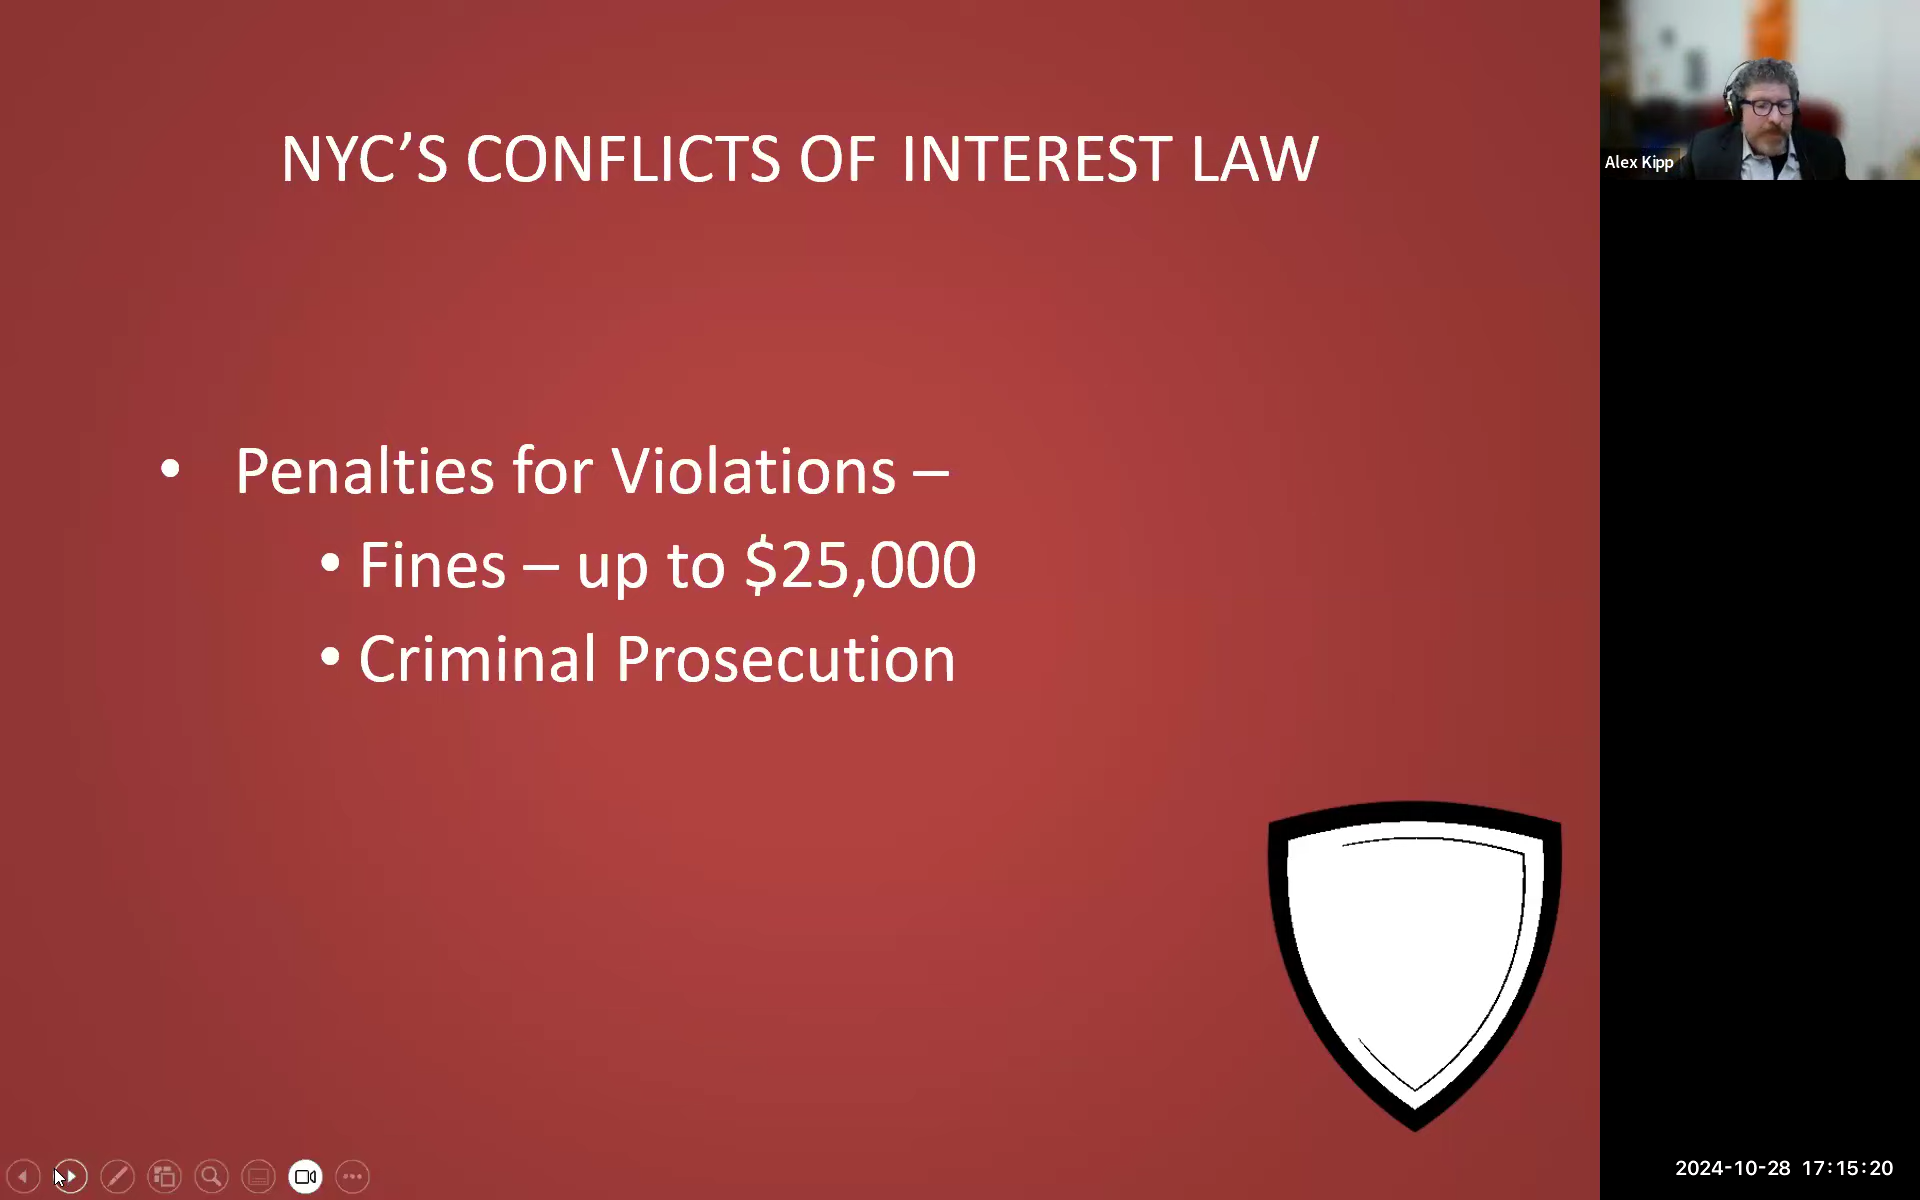 NYC’S CONFLICTS OF INTEREST LAW
Alex Kipp
• Penalties for Violations –
• Fines – up to $25,000
• Criminal Prosecution
2024-10-28 17:15:20